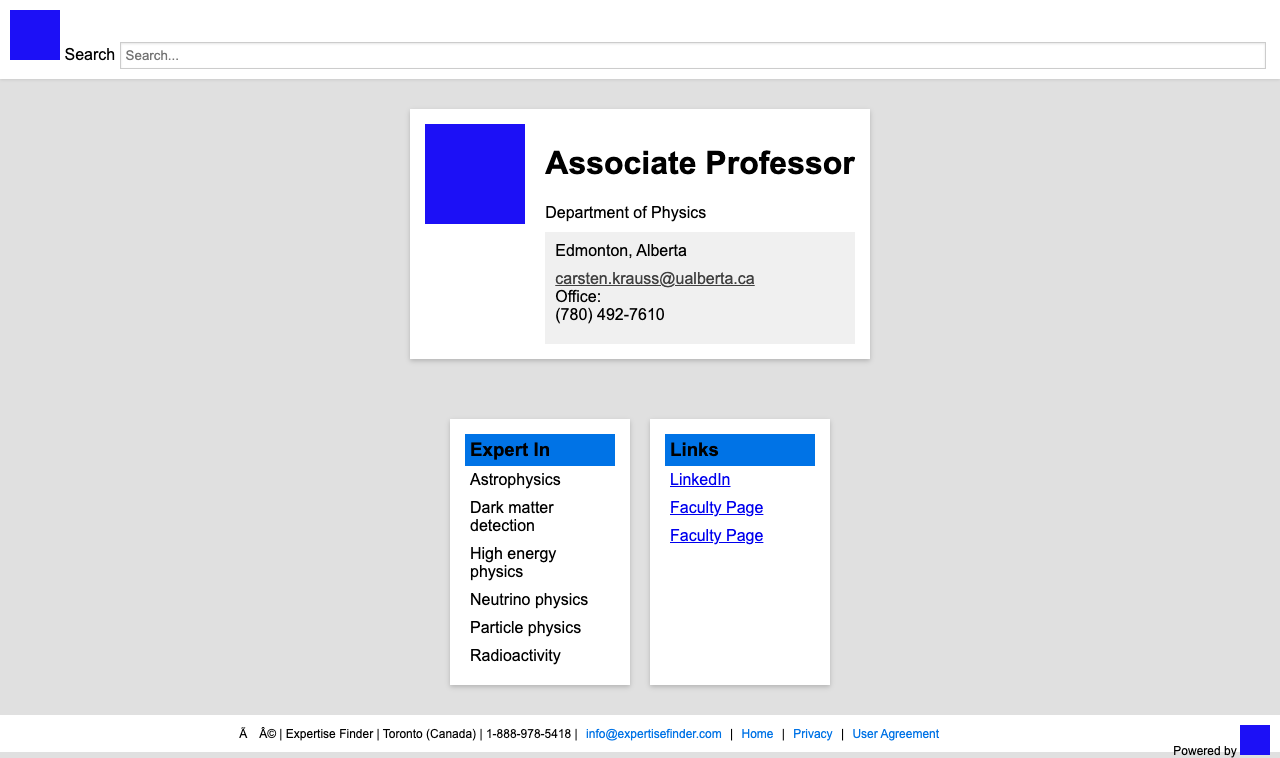 Search Search...
Associate Professor
Department of Physics
Edmonton, Alberta
carsten.krauss@ualberta.ca
Office:
(780) 492-7610
Expert In
Astrophysics
Dark matter
detection
High energy
physics
Neutrino physics
Particle physics
Radioactivity
Links
LinkedIn
Faculty Page
Faculty Page
Ã Â© | Expertise Finder | Toronto (Canada) | 1-888-978-5418 | info@expertisefinder.com | Home | Privacy | User Agreement
Powered by